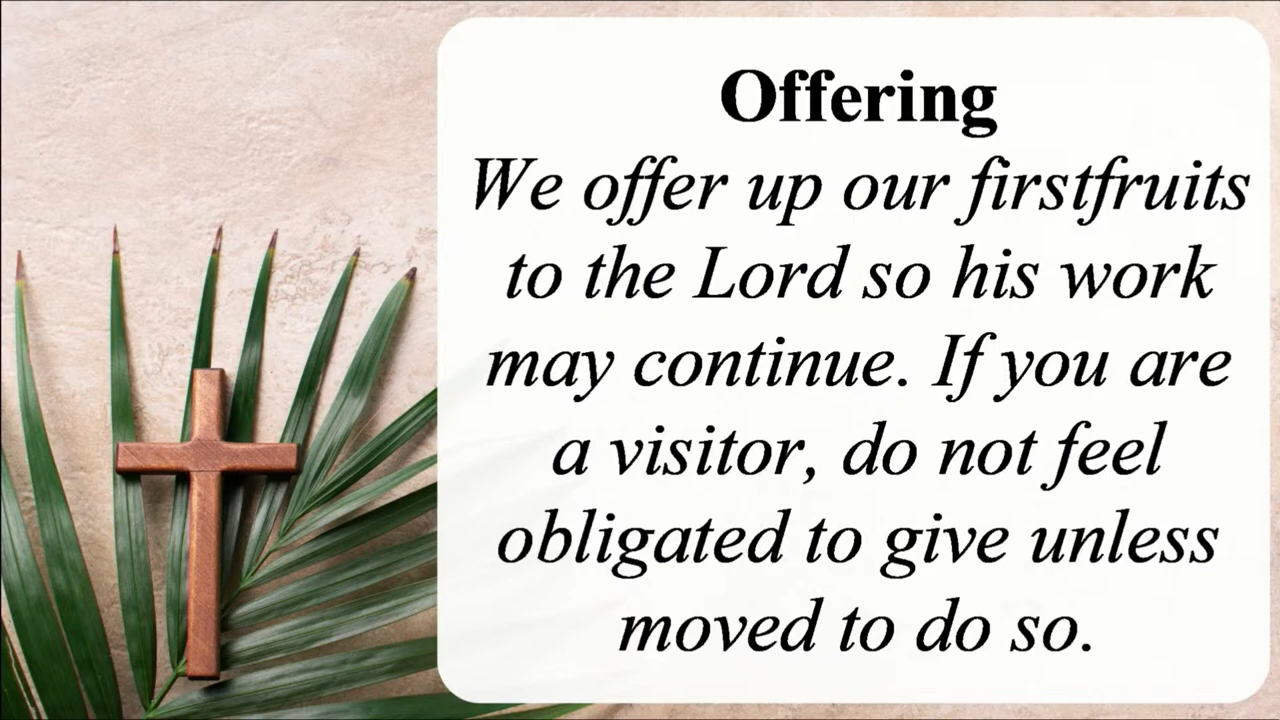 Offering
We offer up our firstfruits
to the Lord so his work
may continue. If you are
a visitor, do not feel
obligated to give unless
moved to do so.